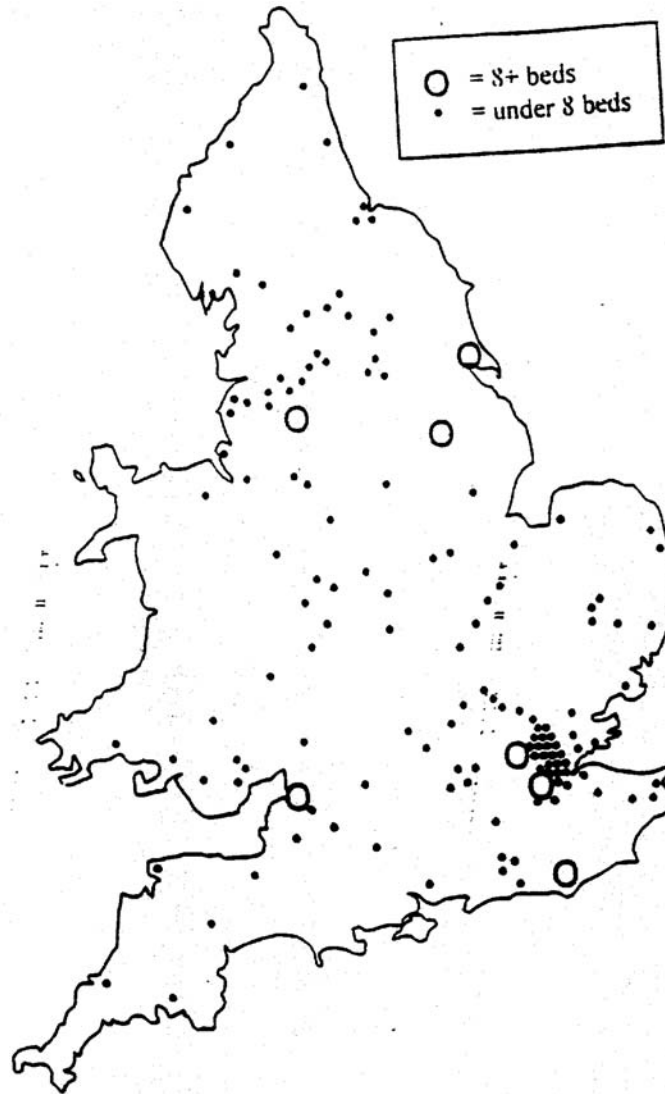 = 8+ beds
= under 8 beds